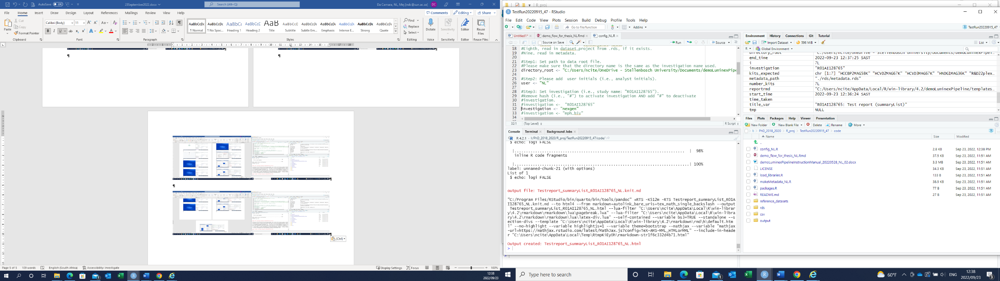 AutoSave Off
23September2022.docx
Search (Alt+Q)
Da Camara, NL, Mej [ndc@sun.ac.za] DC
File Home Insert Draw Design Layout References Mailings Review View Help
Comments Editing Share
Paste Cut Copy Format Painter
Calibri (Body) 11
AaBbCcDc AaBbCcDc AaBbCc AaBbCcE AaB AaBbCcD AaBbCcDc AaBbCcDc AaBbCcDc AaBbCcDc AaBbCcDc
¶ Normal ¶ No Spac... Heading 1 Heading 2 Title Subtitle Subtle Em... Emphasis Intense E... Strong Quote
Find Replace Select
Dictate Sensitivity Editor Reuse Files
Clipboard Font Paragraph Styles Editing Voice Sensitivity Editor Reuse Files
(Ctrl)
Page 5 of 5 109 words English (South Africa) Accessibility: Investigate
Display Settings Focus 100%
12:38
2022/09/23
R_proj
TestRun20220915_47 - RStudio
File Edit Code View Plots Session Build Debug Profile Tools Help
Go to file/function Addins
TestRun20220915_47
Untitled1* demo_flow_for_thesis_NL.Rmd config_NL.R
Source on Save Run Source
18 #Eighth, read in dataset_project from .rds, if it exists.
19 #Nine, read in metadata.
20
21 #Step1: Set path to data root file.
22 #Please make sure that the directory name is the same as the investigation name used.
23 directory_root <- "C:/Users/ncite/OneDrive - Stellenbosch University/Documents/demoLuminexPipe
24
25 #Step2: Please add  user initials (i.e., analyst initials).
26 user <- "NL"
27
28 #Step3: Set investigation (i.e., study name: "R01AI128765").
29 #Remove hash (i.e., "#") to activate investigation AND add "#" to deactivate
30 #investigation.
31 #investigation <-  "R01AI128765"
32 investigation <- "nexgen"
33 #investigation <- "mph_hiv"
34
32:1 (Top Level) R Script
Console Terminal Background Jobs
R 4.2.1 · I:/PhD_2018_2020/R_proj/TestRun20220915_47/code/
$ echo: logi FALSE
| 98%
inline R code fragments
| 100%
label: unnamed-chunk-21 (with options)
List of 1
$ echo: logi FALSE
output file: Testreport_summaryList_R01AI128765_NL.knit.md
"C:/Program Files/RStudio/bin/quarto/bin/tools/pandoc" +RTS -K512m -RTS Testreport_summaryList_R01A
I128765_NL.knit.md --to html4 --from markdown+autolink_bare_uris+tex_math_single_backslash --output
Testreport_summaryList_R01AI128765_NL.html --lua-filter "C:\Users\ncite\AppData\Local\R\win-librar
y\4.2\rmarkdown\rmarkdown\lua\pagebreak.lua" --lua-filter "C:\Users\ncite\AppData\Local\R\win-libra
ry\4.2\rmarkdown\rmarkdown\lua\latex-div.lua" --self-contained --variable bs3=TRUE --standalone --s
ection-divs --template "C:\Users\ncite\AppData\Local\R\win-library\4.2\rmarkdown\rmd\h\default.htm
l" --no-highlight --variable highlightjs=1 --variable theme=bootstrap --mathjax --variable "mathjax
-url=https://mathjax.rstudio.com/latest/MathJax.js?config=TeX-AMS-MML_HTMLorMML" --include-in-heade
r "C:\Users\ncite\AppData\Local\Temp\RtmpKiEyOh\rmarkdown-str1f6c332d4b71.html"
Output created: Testreport_summaryList_R01AI128765_NL.html
>
Environment History Connections Git Tutorial
Import Dataset 596 MiB List
R Global Environment
directory_root "C:/Users/ncite/OneDrive - Stellenbosch University/Documents/demoLuminexPipel...
end_time 2022-09-23 12:37:25 SAST
i 7L
investigation "R01AI128765"
kits_expected chr [1:7] "HCCBP2MAG58K" "HCVD2MAG67K" "HCVD3MAG67K" "HNDG1MAG36K" "R&D22plex...
metadata_path "./rds/metadata.rds"
number_kits 7L
reportrmd "C:/Users/ncite/AppData/Local/R/win-library/4.2/demoLuminexPipeline/templates...
start_time 2022-09-23 12:36:24 SAST
time_taken
title_var "R01AI128765: Test report (summaryList)"
tmp NULL
Files Plots Packages Help Viewer Presentation
New Folder New Blank File Delete Rename More
I: PhD_2018_2020 R_proj TestRun20220915_47 code
Name Size Modified
..
config_NL.R 2.8 KB Sep 23, 2022, 12:38 PM
demo_flow_for_thesis_NL.Rmd 37.5 KB Sep 23, 2022, 11:51 AM
demoLuminexPipelineInstructionManual_20220528_NL_02.docx 3.3 MB Sep 23, 2022, 11:51 AM
LICENSE 34.3 KB Sep 23, 2022, 11:51 AM
load_libraries.R 133 B Sep 23, 2022, 11:51 AM
makeMetadata_NL.R 38.9 KB Sep 23, 2022, 11:51 AM
packages.R 77 B Sep 23, 2022, 11:51 AM
README.md 27 B Sep 23, 2022, 11:51 AM
reference_datasets
rds
csv
output
Type here to search
60°F ENG 12:38
2022/09/23